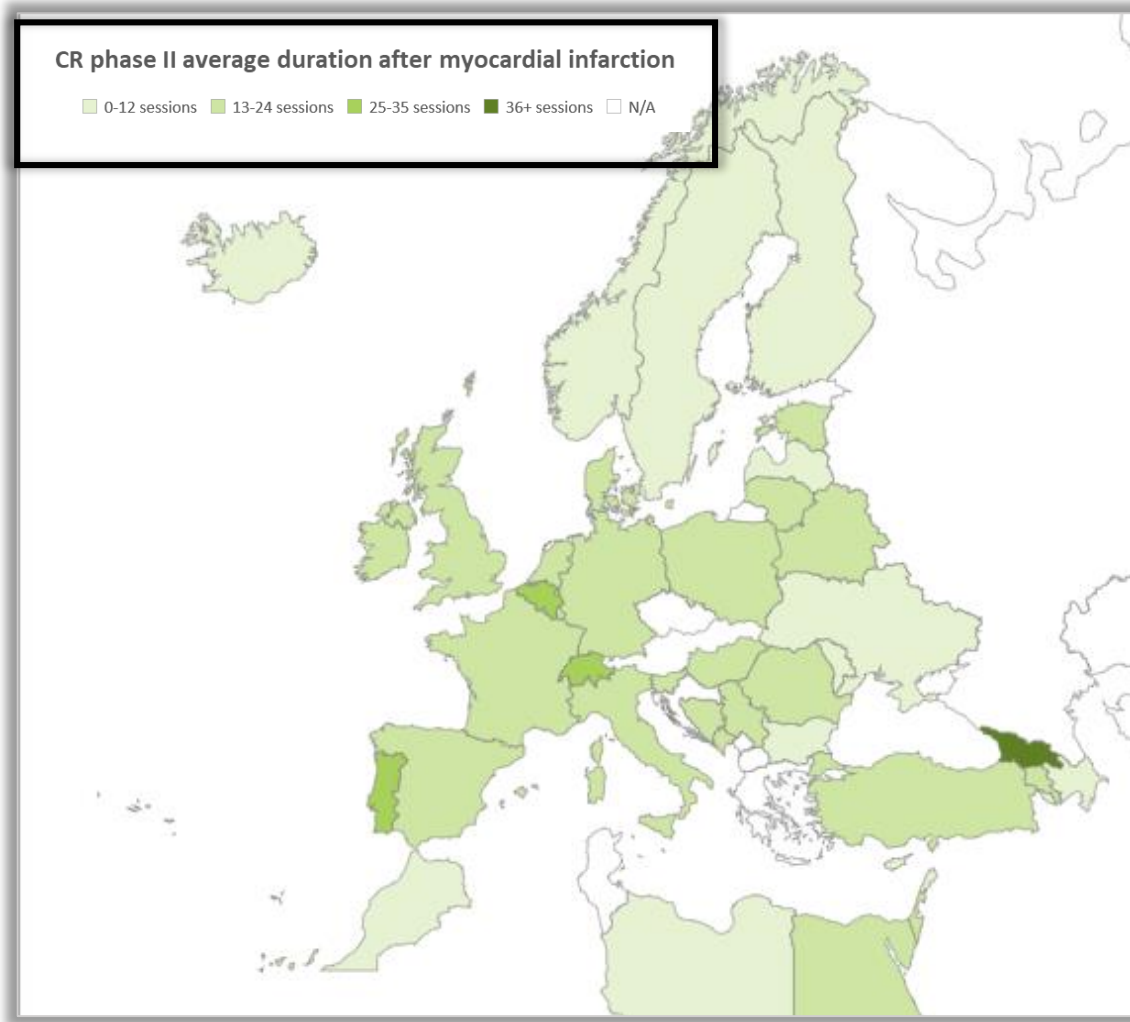 CR phase II average duration after myocardial infarction
0-12 sessions 13-24 sessions 25-35 sessions 36+ sessions N/A